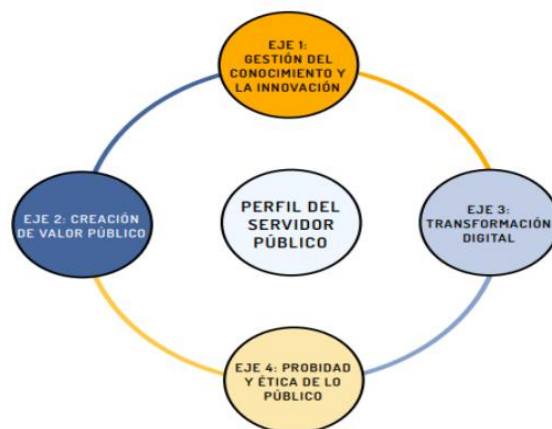 EJE 1:
GESTIÓN DEL
CONOCIMIENTO Y
LA INNOVACIÓN
EJE 2: CREACIÓN
DE VALOR PÚBLICO
PERFIL DEL
SERVIDOR
PÚBLICO
EJE 3:
TRANSFORMACIÓN
DIGITAL
EJE 4: PROBIDAD
Y ÉTICA DE LO
PÚBLICO